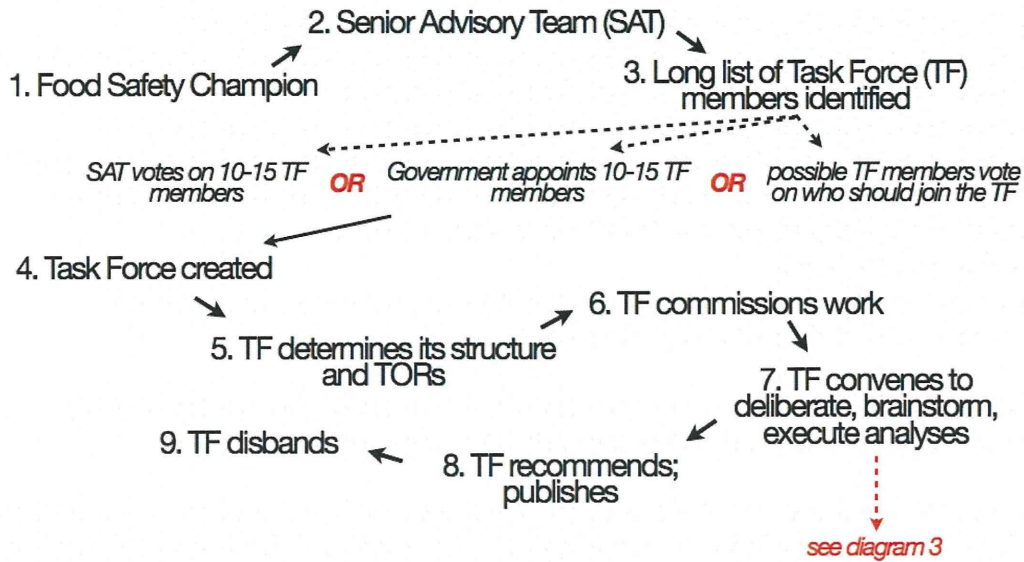 2. Senior Advisory Team (SAT)
1. Food Safety Champion
3. Long list of Task Force (TF)
members identified
SAT votes on 10-15 TF
members
OR
Government appoints 10-15 TF
members
OR
possible TF members vote
on who should join the TF
4. Task Force created
6. TF commissions work
5. TF determines its structure
and TORs
7. TF convenes to
deliberate, brainstorm,
execute analyses
9. TF disbands
8. TF recommends;
publishes
see diagram 3